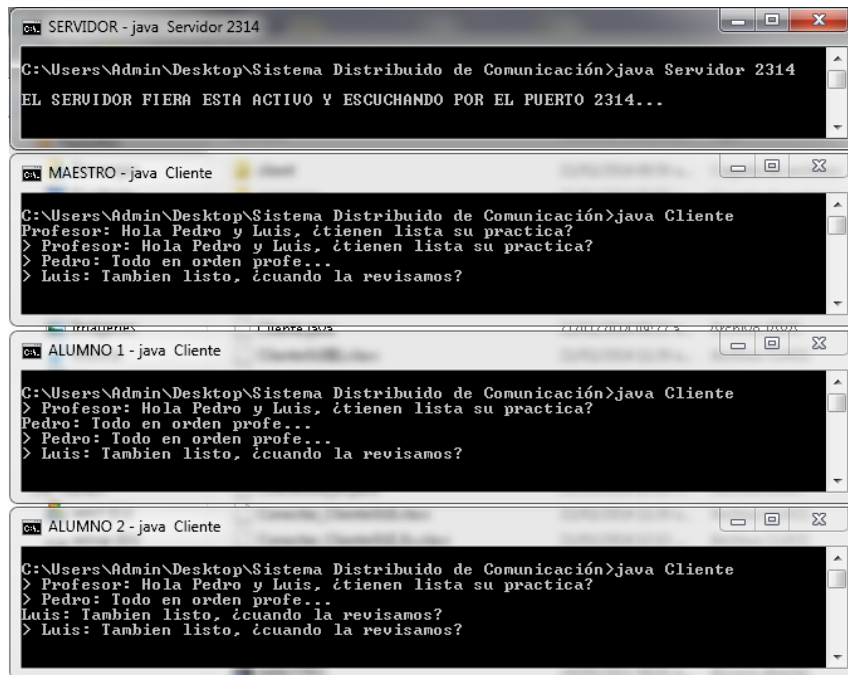 SERVIDOR - java Servidor 2314
C:\Users\Admin\Desktop\Sistema Distribuido de Comunicación>java Servidor 2314
EL SERVIDOR FIERA ESTA ACTIVO Y ESCUCHANDO POR EL PUERTO 2314...
MAESTRO - java Cliente
C:\Users\Admin\Desktop\Sistema Distribuido de Comunicación>java Cliente
Profesor: Hola Pedro y Luis, ¿tienen lista su practica?
> Profesor: Hola Pedro y Luis, ¿tienen lista su practica?
> Pedro: Todo en orden profe...
> Luis: Tambien listo, ¿cuando la revisamos?
ALUMNO 1 - java Cliente
C:\Users\Admin\Desktop\Sistema Distribuido de Comunicación>java Cliente
> Profesor: Hola Pedro y Luis, ¿tienen lista su practica?
Pedro: Todo en orden profe...
> Pedro: Todo en orden profe...
> Luis: Tambien listo, ¿cuando la revisamos?
ALUMNO 2 - java Cliente
C:\Users\Admin\Desktop\Sistema Distribuido de Comunicación>java Cliente
> Profesor: Hola Pedro y Luis, ¿tienen lista su practica?
> Pedro: Todo en orden profe...
Luis: Tambien listo, ¿cuando la revisamos?
> Luis: Tambien listo, ¿cuando la revisamos?